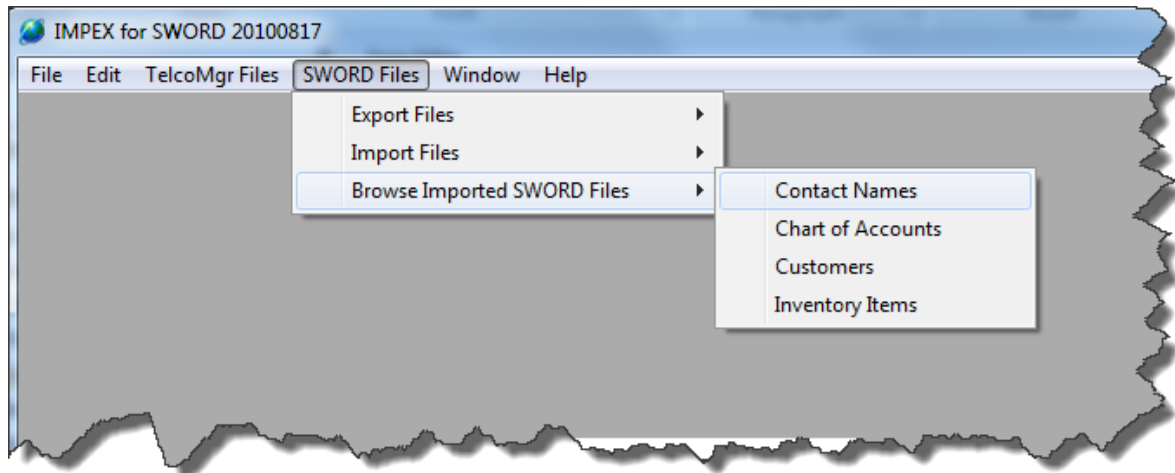 IMPEX for SWORD 20100817
File Edit TelcoMgr Files SWORD Files Window Help
Export Files
Import Files
Browse Imported SWORD Files
Contact Names
Chart of Accounts
Customers
Inventory Items